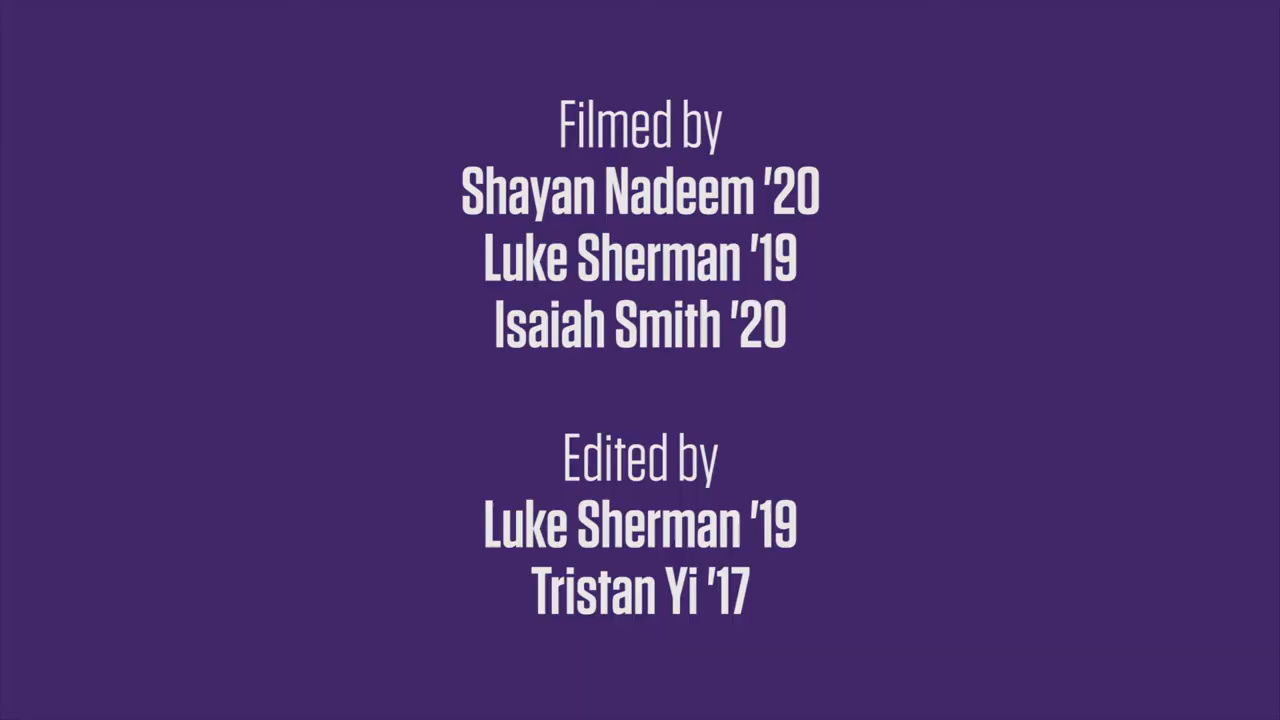 Filmed by
Shayan Nadeem '20
Luke Sherman '19
Isaiah Smith '20
Edited by
Luke Sherman '19
Tristan Yi '17